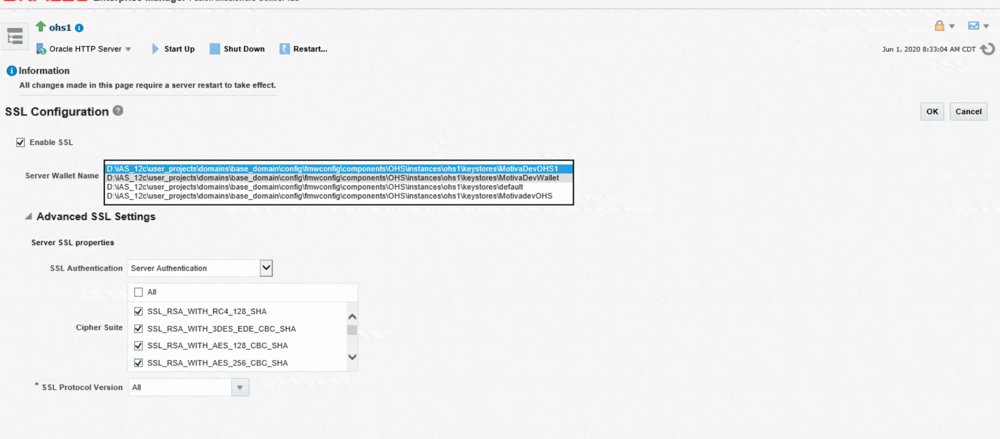 ohs1
Oracle HTTP Server Start Up Shut Down Restart...
Jun 1, 2020 8:33:04 AM CDT
Information
All changes made in this page require a server restart to take effect.
SSL Configuration
OK Cancel
Enable SSL
Server Wallet Name
D:\iAS_12c\user_projects\domains\base_domain\config\fmwconfig\components\OHS\instances\ohs1\keystores\MotivaDevOHS1
D:\iAS_12c\user_projects\domains\base_domain\config\fmwconfig\components\OHS\instances\ohs1\keystores\MotivaDevWallet
D:\iAS_12c\user_projects\domains\base_domain\config\fmwconfig\components\OHS\instances\ohs1\keystores\default
D:\iAS_12c\user_projects\domains\base_domain\config\fmwconfig\components\OHS\instances\ohs1\keystores\MotivadevOHS
Advanced SSL Settings
Server SSL properties
SSL Authentication Server Authentication
All
Cipher Suite
SSL_RSA_WITH_RC4_128_SHA
SSL_RSA_WITH_3DES_EDE_CBC_SHA
SSL_RSA_WITH_AES_128_CBC_SHA
SSL_RSA_WITH_AES_256_CBC_SHA
* SSL Protocol Version All